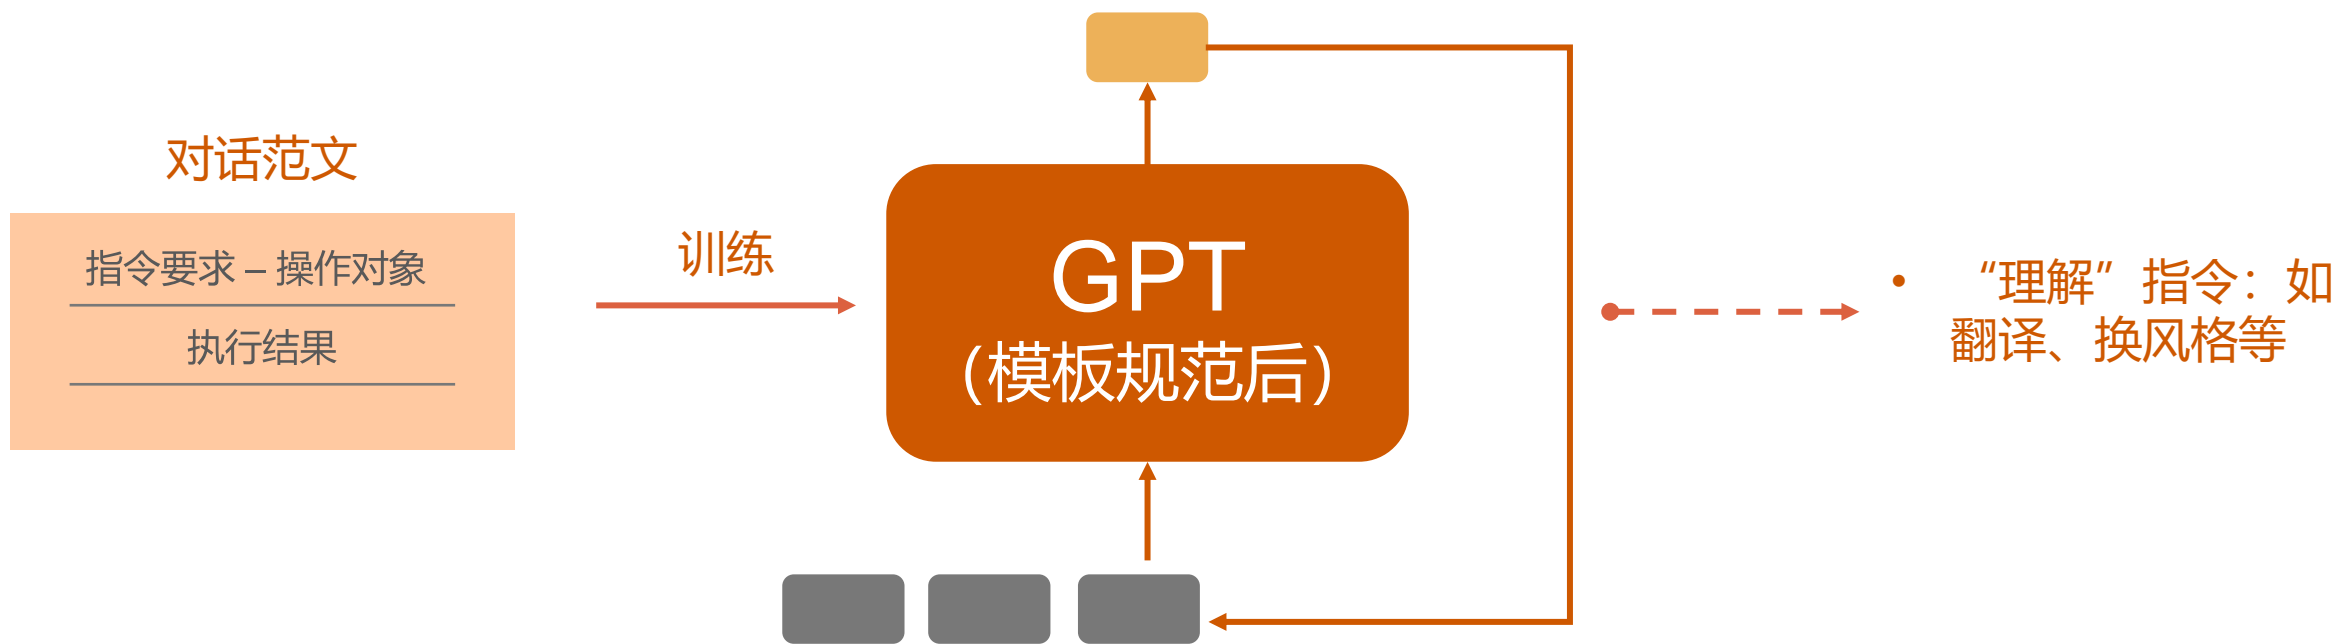 对话范文
指令要求 – 操作对象
执行结果
训练
GPT
（模板规范后）
• “理解”指令：如
翻译、换风格等